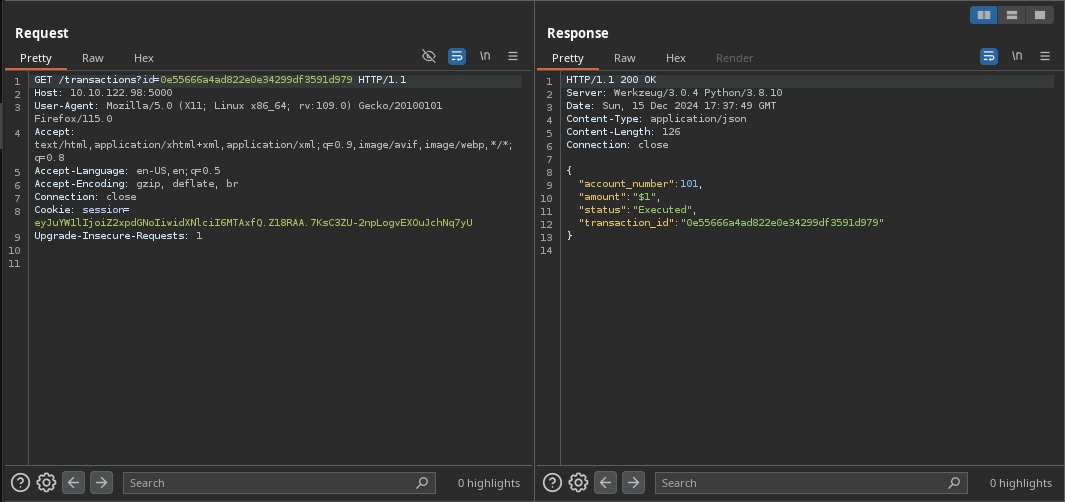 Request
Pretty Raw Hex
\n
1 GET /transactions?id=0e55666a4ad822e0e34299df3591d979 HTTP/1.1
2 Host: 10.10.122.98:5000
3 User-Agent: Mozilla/5.0 (X11; Linux x86_64; rv:109.0) Gecko/20100101
Firefox/115.0
4 Accept:
text/html,application/xhtml+xml,application/xml;q=0.9,image/avif,image/webp,*/*;
q=0.8
5 Accept-Language: en-US,en;q=0.5
6 Accept-Encoding: gzip, deflate, br
7 Connection: close
8 Cookie: session=
eyJuYW1lIjoiZ2xpdGNoIiwidXNlciI6MTAxfQ.Z18RAA.7KsC3ZU-2npLogvEXOuJchNq7yU
9 Upgrade-Insecure-Requests: 1
10
11
Search
0 highlights
Response
Pretty Raw Hex Render
\n
1 HTTP/1.1 200 OK
2 Server: Werkzeug/3.0.4 Python/3.8.10
3 Date: Sun, 15 Dec 2024 17:37:49 GMT
4 Content-Type: application/json
5 Content-Length: 126
6 Connection: close
7
8 {
9 "account_number":101,
10 "amount":"$1",
11 "status":"Executed",
12 "transaction_id":"0e55666a4ad822e0e34299df3591d979"
13 }
14
Search
0 highlights